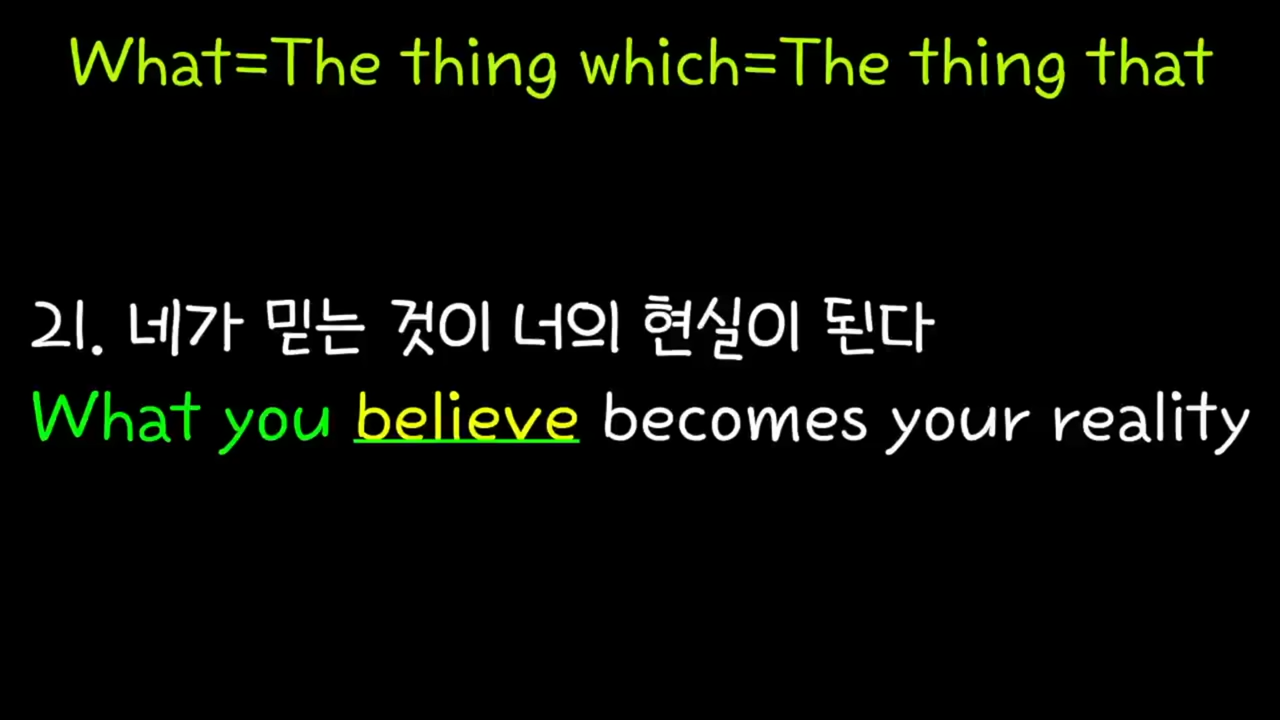 What=The thing which=The thing that
21. 네가 믿는 것이 너의 현실이 된다
What you believe becomes your reality